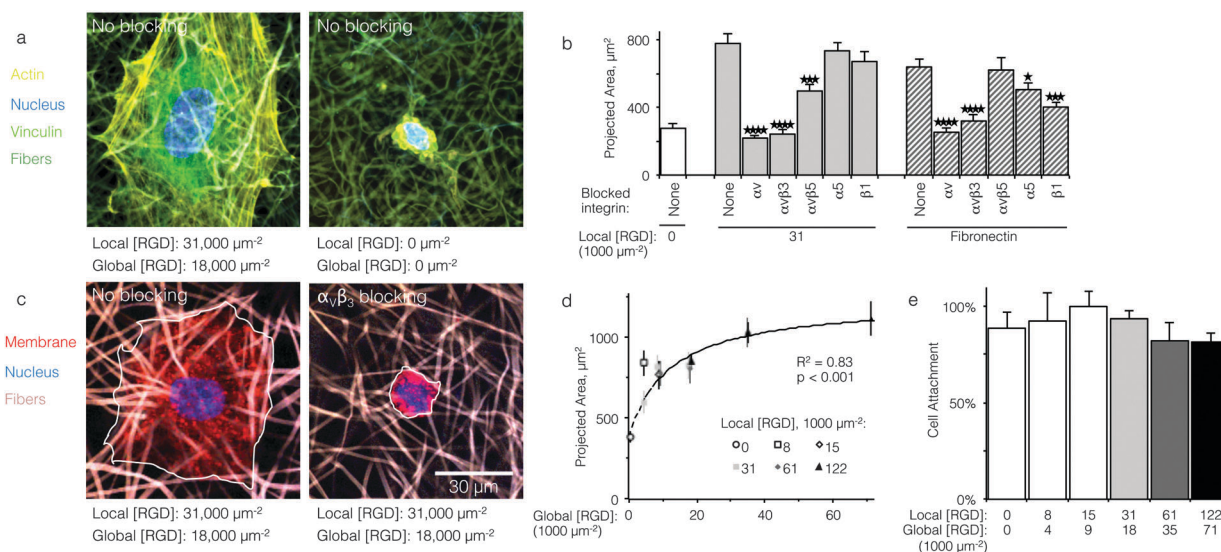 a
No blocking
No blocking
Actin
Nucleus
Vinculin
Fibers
Local [RGD]: 31,000 µm-2
Global [RGD]: 18,000 µm-2
Local [RGD]: 0 µm-2
Global [RGD]: 0 µm-2
b
Projected Area, µm²
800
400
0
★★★★
★★★★
★★★
★★★★
★★★★
★
★★★
Blocked
integrin:
None
None
αv
αvβ3
αvβ5
α5
β1
None
αv
αvβ3
αvβ5
α5
β1
Local [RGD]:
(1000 µm-2)
0
31
Fibronectin
c
No blocking
αVβ3 blocking
Membrane
Nucleus
Fibers
30 µm
Local [RGD]: 31,000 µm-2
Global [RGD]: 18,000 µm-2
Local [RGD]: 31,000 µm-2
Global [RGD]: 18,000 µm-2
d
Projected Area, µm²
1000
500
0
R² = 0.83
p < 0.001
Local [RGD], 1000 µm-2:
0 8 15
31 61 122
Global [RGD]:
(1000 µm-2)
0 20 40 60
e
Cell Attachment
100%
50%
0%
Local [RGD]: 0 8 15 31 61 122
Global [RGD]: 0 4 9 18 35 71
(1000 µm-2)